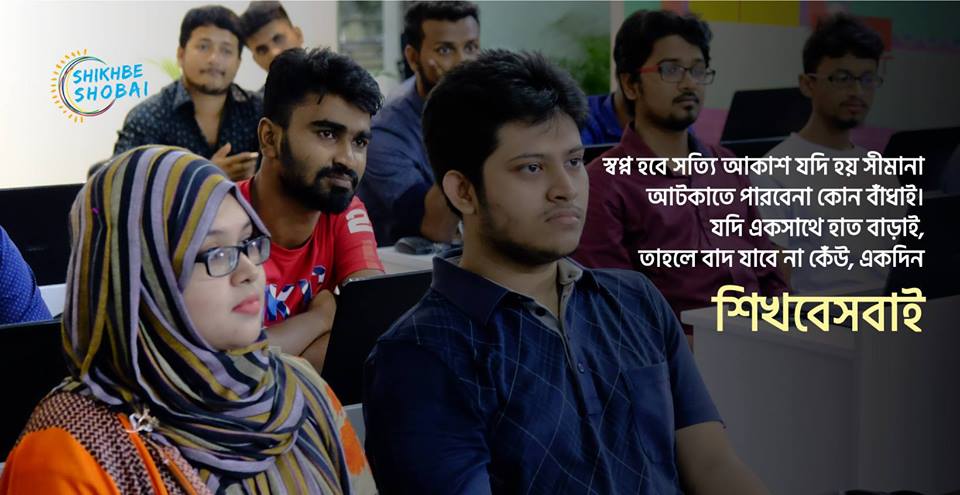 SHIKHBE
SHOBAI
স্বপ্ন হবে সত্যি আকাশ যদি হয় সীমানা
আটকাতে পারবেনা কোন বাঁধাই।
যদি একসাথে হাত বাড়াই,
তাহলে বাদ যাবে না কেঁউ, একদিন
শিখবেসবাই